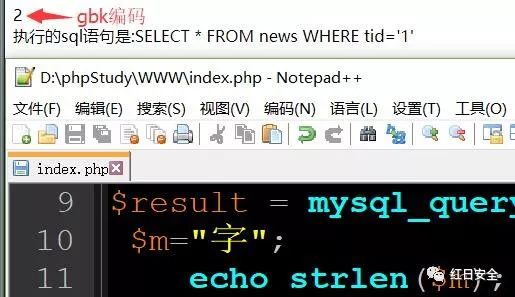 2 gbk编码
执行的sql语句是:SELECT * FROM news WHERE tid='1'
D:\phpStudy\WWW\index.php - Notepad++
文件(F) 编辑(E) 搜索(S) 视图(V) 编码(N) 语言(L) 设置(T) 工具(O)
index.php
9 $result = mysql_query
10 $m="字";
11 echo strlen($m);
红日安全